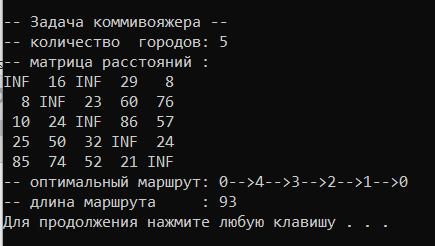 -- Задача коммивояжера --
-- количество  городов: 5
-- матрица расстояний :
INF  16 INF  29   8
  8 INF  23  60  76
 10  24 INF  86  57
 25  50  32 INF  24
 85  74  52  21 INF
-- оптимальный маршрут: 0-->4-->3-->2-->1-->0
-- длина маршрута     : 93
Для продолжения нажмите любую клавишу . . .